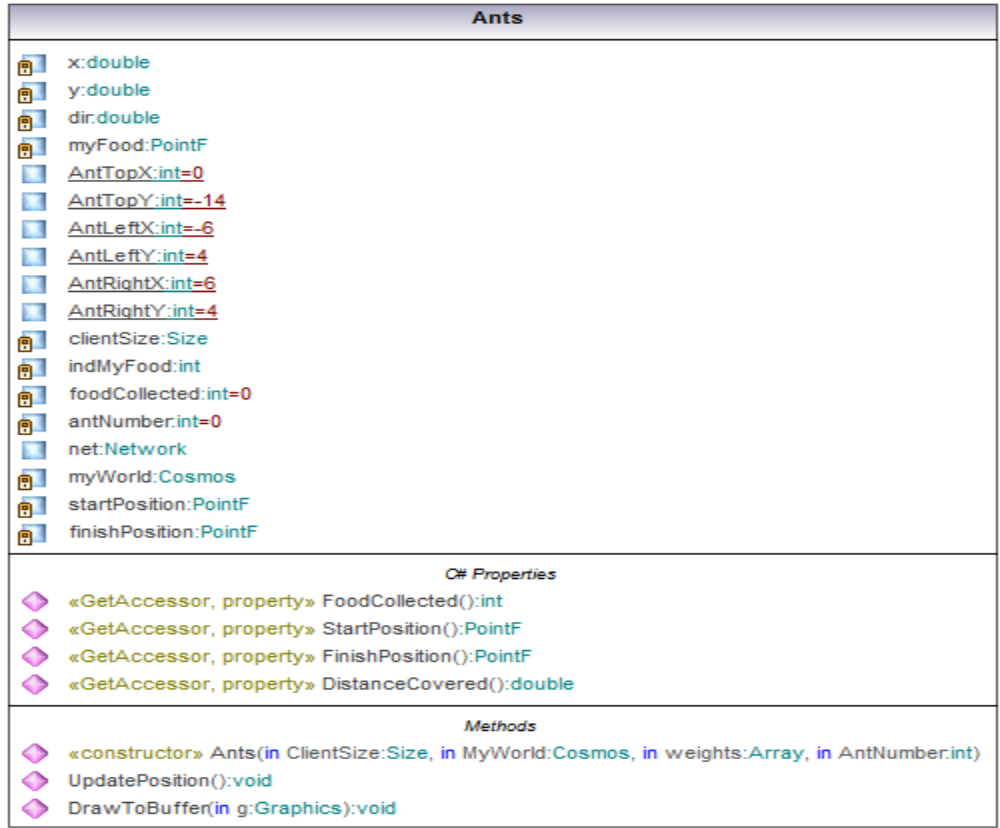 Ants
x:double
y:double
dir:double
myFood:PointF
AntTopX:int=0
AntTopY:int=-14
AntLeftX:int=-6
AntLeftY:int=4
AntRightX:int=6
AntRightY:int=4
clientSize:Size
indMyFood:int
foodCollected:int=0
antNumber:int=0
net:Network
myWorld:Cosmos
startPosition:PointF
finishPosition:PointF
C# Properties
«GetAccessor, property» FoodCollected():int
«GetAccessor, property» StartPosition():PointF
«GetAccessor, property» FinishPosition():PointF
«GetAccessor, property» DistanceCovered():double
Methods
«constructor» Ants(in ClientSize:Size, in MyWorld:Cosmos, in weights:Array, in AntNumber:int)
UpdatePosition():void
DrawToBuffer(in g:Graphics):void